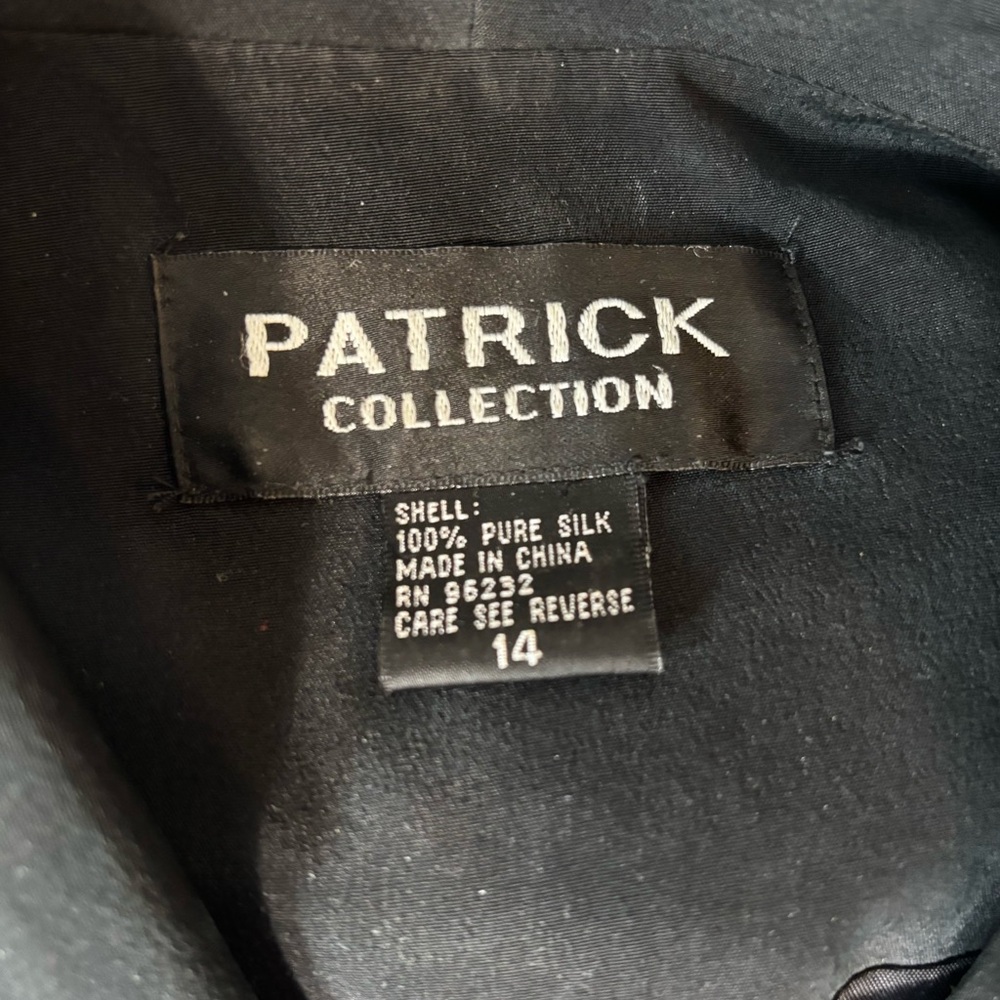 PATRICK
COLLECTION
SHELL:
100% PURE SILK
MADE IN CHINA
RN 96232
CARE SEE REVERSE
14